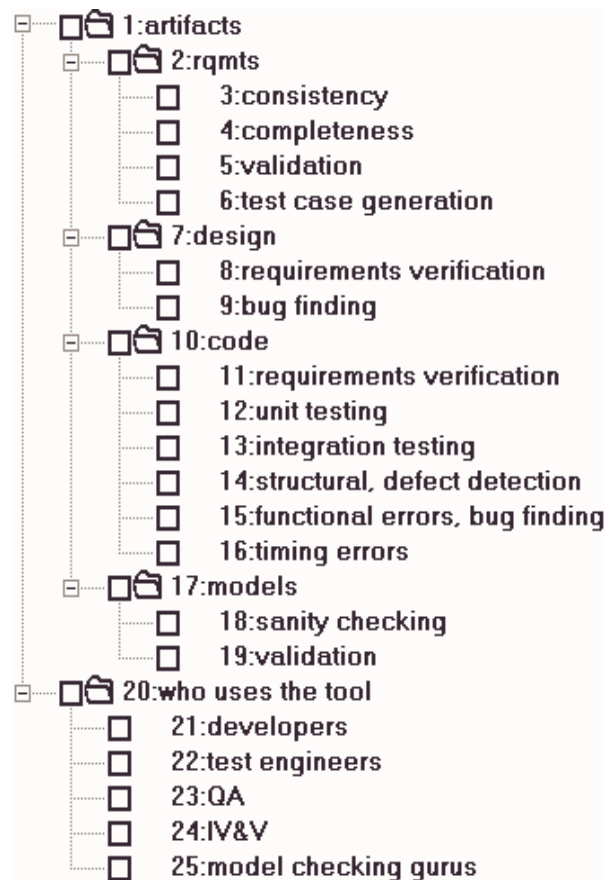 1:artifacts
2:rqmts
3:consistency
4:completeness
5:validation
6:test case generation
7:design
8:requirements verification
9:bug finding
10:code
11:requirements verification
12:unit testing
13:integration testing
14:structural, defect detection
15:functional errors, bug finding
16:timing errors
17:models
18:sanity checking
19:validation
20:who uses the tool
21:developers
22:test engineers
23:QA
24:IV&V
25:model checking gurus